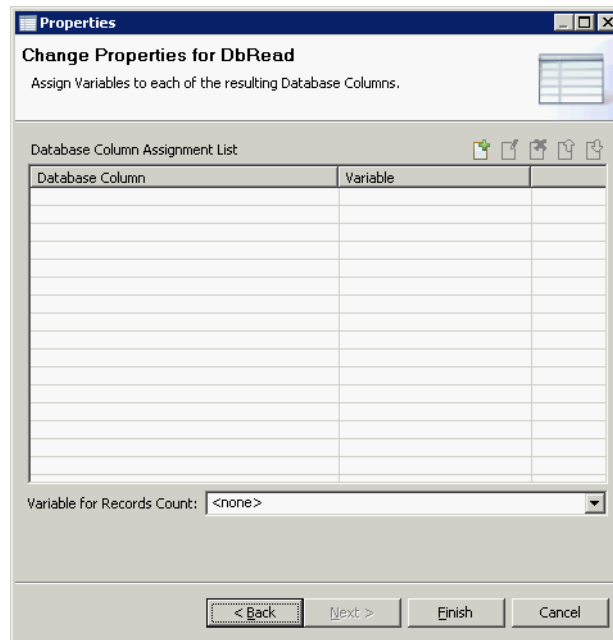 Properties
Change Properties for DbRead
Assign Variables to each of the resulting Database Columns.
Database Column Assignment List
Database Column Variable
Variable for Records Count: <none>
< Back Next > Finish Cancel